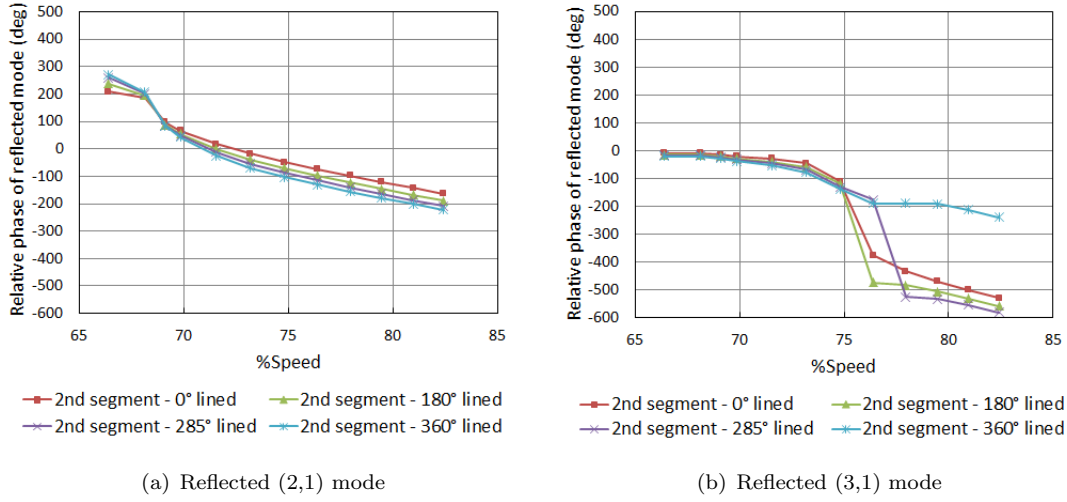 Relative phase of reflected mode (deg)
500
400
300
200
100
0
-100
-200
-300
-400
-500
-600
65 70 75 80 85
%Speed
2nd segment - 0° lined 2nd segment - 180° lined
2nd segment - 285° lined 2nd segment - 360° lined
(a) Reflected (2,1) mode
Relative phase of reflected mode (deg)
500
400
300
200
100
0
-100
-200
-300
-400
-500
-600
65 70 75 80 85
%Speed
2nd segment - 0° lined 2nd segment - 180° lined
2nd segment - 285° lined 2nd segment - 360° lined
(b) Reflected (3,1) mode